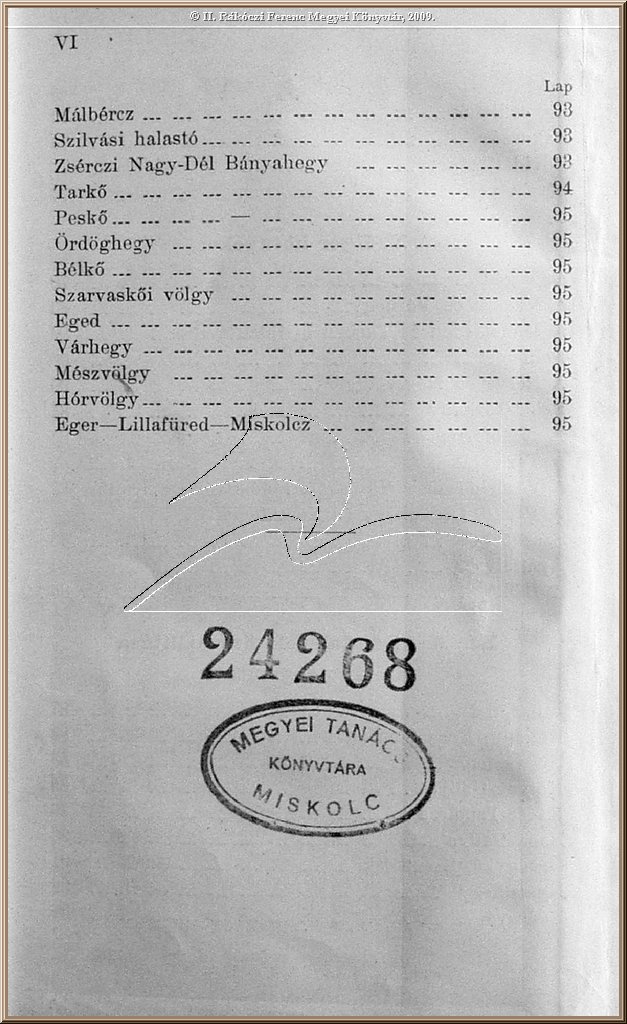 © II. Rákóczi Ferenc Megyei Könyvtár, 2009.
VI
Lap
Málbércz 93
Szilvási halastó 93
Zsérczi Nagy-Dél Bányahegy 93
Tarkő 94
Peskő 95
Ördöghegy 95
Bélkő 95
Szarvaskői völgy 95
Eged 95
Várhegy 95
Mészvölgy 95
Hórvölgy 95
Eger—Lillafüred—Miskolcz 95
24268
MEGYEI TANÁCS
KÖNYVTÁRA
MISKOLC